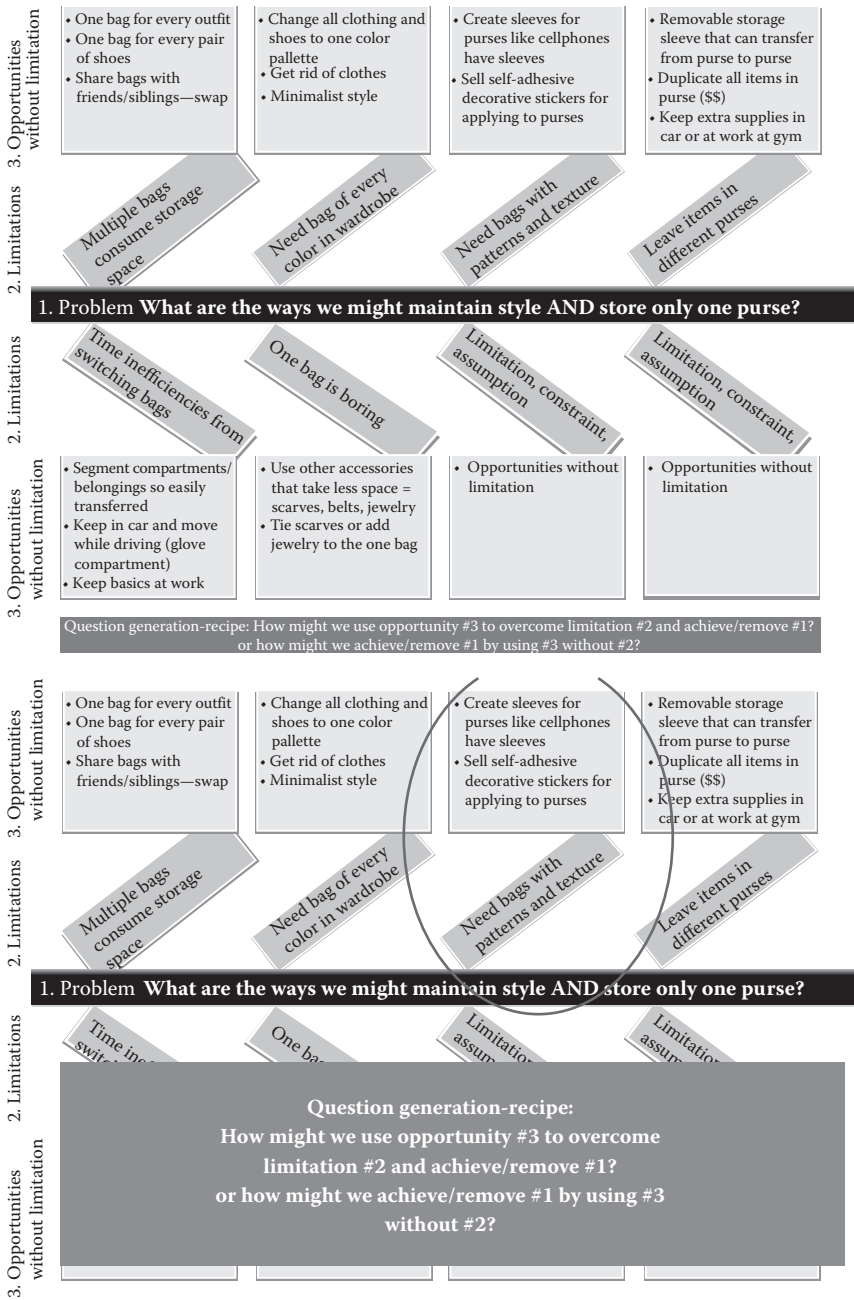 3. Opportunities
without limitation
• One bag for every outfit
• One bag for every pair
of shoes
• Share bags with
friends/siblings—swap
• Change all clothing and
shoes to one color
pallette
• Get rid of clothes
• Minimalist style
• Create sleeves for
purses like cellphones
have sleeves
• Sell self-adhesive
decorative stickers for
applying to purses
• Removable storage
sleeve that can transfer
from purse to purse
• Duplicate all items in
purse ($$)
• Keep extra supplies in
car or at work at gym
2. Limitations
Multiple bags
consume storage
space
Need bag of every
color in wardrobe
Need bags with
patterns and texture
Leave items in
different purses
1. Problem What are the ways we might maintain style AND store only one purse?
2. Limitations
Time inefficiencies from
switching bags
One bag is boring
Limitation, constraint,
assumption
Limitation, constraint,
assumption
3. Opportunities
without limitation
• Segment compartments/
belongings so easily
transferred
• Keep in car and move
while driving (glove
compartment)
• Keep basics at work
• Use other accessories
that take less space =
scarves, belts, jewelry
• Tie scarves or add
jewelry to the one bag
• Opportunities without
limitation
• Opportunities without
limitation
Question generation-recipe: How might we use opportunity #3 to overcome limitation #2 and achieve/remove #1?
or how might we achieve/remove #1 by using #3 without #2?
3. Opportunities
without limitation
• One bag for every outfit
• One bag for every pair
of shoes
• Share bags with
friends/siblings—swap
• Change all clothing and
shoes to one color
pallette
• Get rid of clothes
• Minimalist style
• Create sleeves for
purses like cellphones
have sleeves
• Sell self-adhesive
decorative stickers for
applying to purses
• Removable storage
sleeve that can transfer
from purse to purse
• Duplicate all items in
purse ($$)
• Keep extra supplies in
car or at work at gym
2. Limitations
Multiple bags
consume storage
space
Need bag of every
color in wardrobe
Need bags with
patterns and texture
Leave items in
different purses
1. Problem What are the ways we might maintain style AND store only one purse?
2. Limitations
Time
One
Limitation
Limitation
3. Opportunities
without limitation
Question generation-recipe:
How might we use opportunity #3 to overcome
limitation #2 and achieve/remove #1?
or how might we achieve/remove #1 by using #3
without #2?